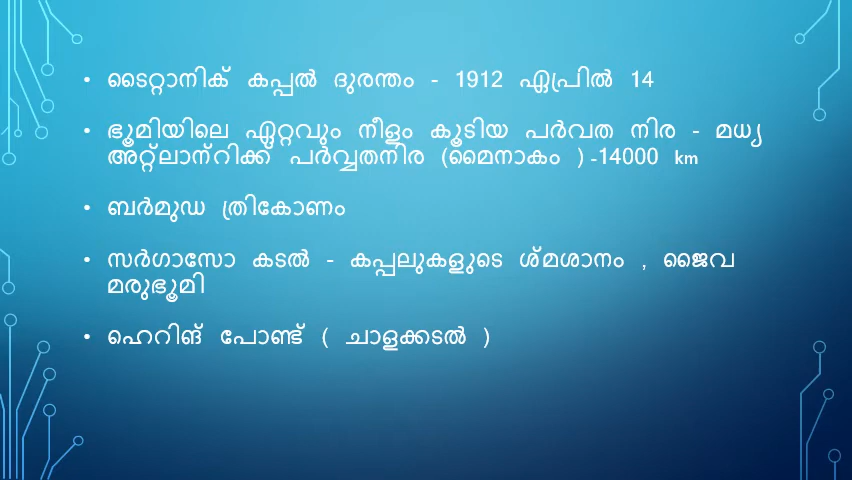 • ടൈറ്റാനിക് കപ്പൽ ദുരന്തം - 1912 ഏപ്രിൽ 14
• ഭൂമിയിലെ ഏറ്റവും നീളം കൂടിയ പർവത നിര - മധ്യ
അറ്റ്ലാന്റിക്ക് പർവ്വതനിര (മൈനാകം ) -14000 km
• ബർമുഡ ത്രികോണം
• സർഗാസോ കടൽ - കപ്പലുകളുടെ ശ്മശാനം , ജൈവ
മരുഭൂമി
• ഹെറിങ് പോണ്ട് ( ചാളക്കടൽ )